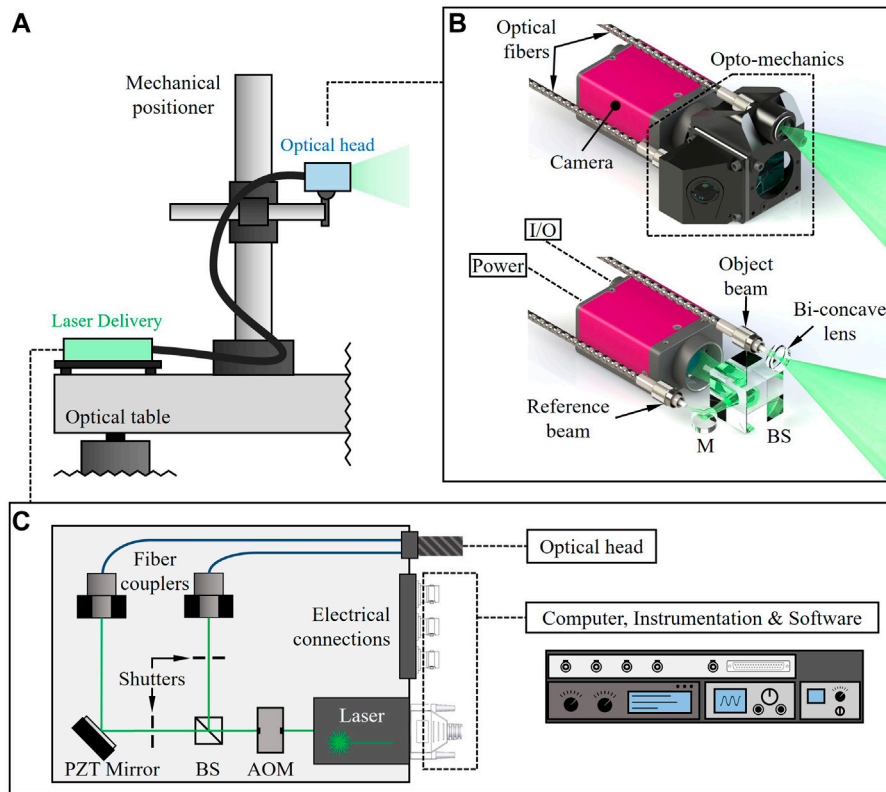 A
Mechanical
positioner
Optical head
Laser Delivery
Optical table
B
Optical
fibers
Opto-mechanics
Camera
I/O
Power
Object
beam
Bi-concave
lens
Reference
beam
M
BS
C
Fiber
couplers
Shutters
Electrical
connections
Laser
PZT Mirror
BS
AOM
Optical head
Computer, Instrumentation & Software